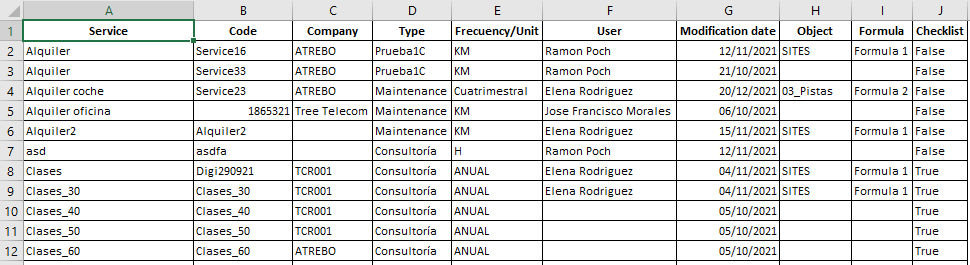 A B C D E F G H I J
1 Service Code Company Type Frecuency/Unit User Modification date Object Formula Checklist
2 Alquiler Service16 ATREBO Prueba1C KM Ramon Poch 12/11/2021 SITES Formula 1 False
3 Alquiler Service33 ATREBO Prueba1C KM Ramon Poch 21/10/2021 False
4 Alquiler coche Service23 ATREBO Maintenance Cuatrimestral Elena Rodriguez 20/12/2021 03_Pistas Formula 2 False
5 Alquiler oficina 1865321 Tree Telecom Maintenance KM Jose Francisco Morales 06/10/2021 False
6 Alquiler2 Alquiler2 Maintenance KM Elena Rodriguez 15/11/2021 SITES Formula 1 False
7 asd asdfa Consultoría H Ramon Poch 12/11/2021 False
8 Clases Digi290921 TCR001 Consultoría ANUAL Elena Rodriguez 04/11/2021 SITES Formula 1 True
9 Clases_30 Clases_30 TCR001 Consultoría ANUAL Elena Rodriguez 04/11/2021 SITES Formula 1 True
10 Clases_40 Clases_40 TCR001 Consultoría ANUAL 05/10/2021 True
11 Clases_50 Clases_50 TCR001 Consultoría ANUAL 05/10/2021 True
12 Clases_60 Clases_60 ATREBO Consultoría ANUAL 05/10/2021 True